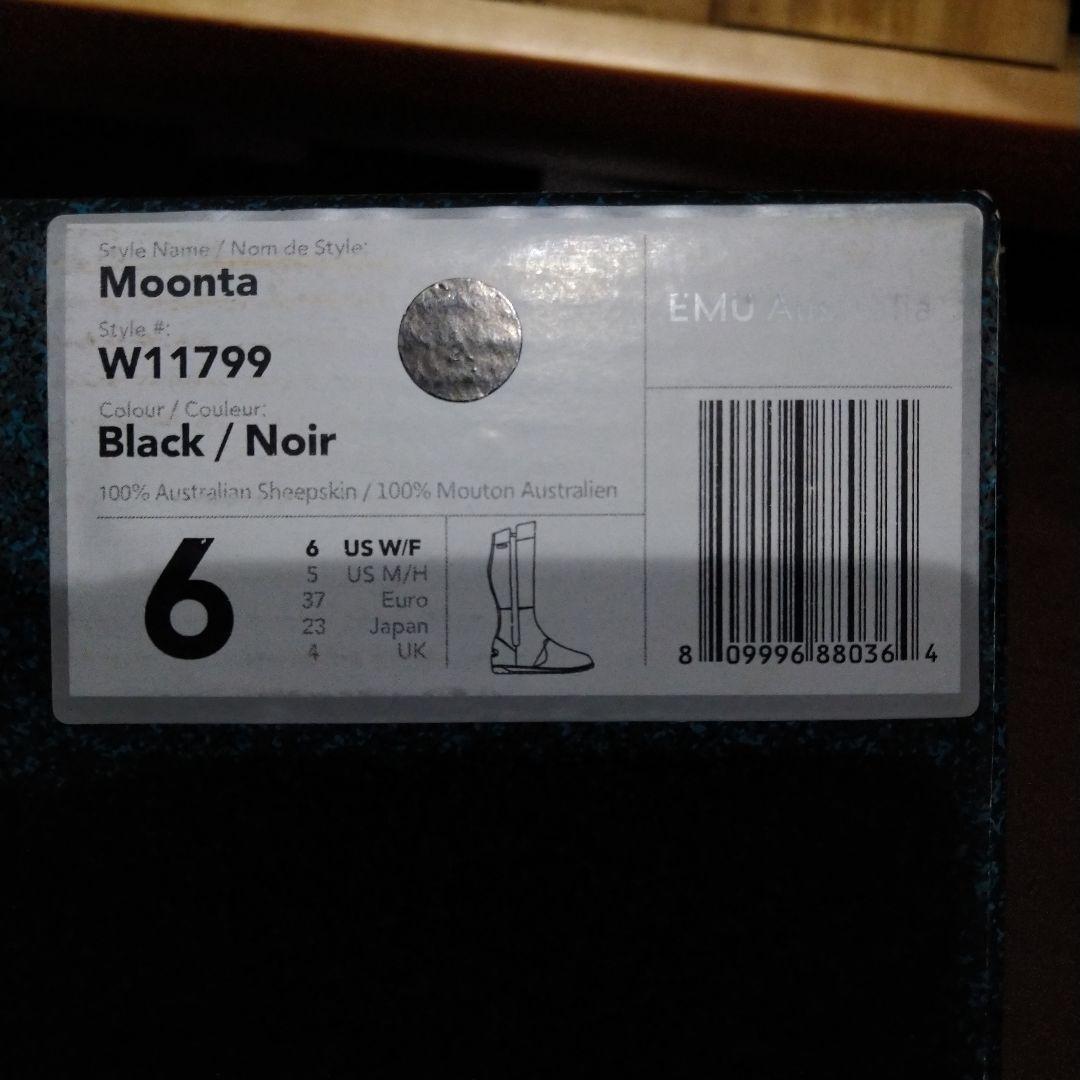 Style Name / Nom de Style:
Moonta
Style #:
W11799
Colour / Couleur:
Black / Noir
100% Australian Sheepskin / 100% Mouton Australien
6
6 US W/F
5 US M/H
37 Euro
23 Japan
4 UK
EMU Australia
8 09996 88036 4